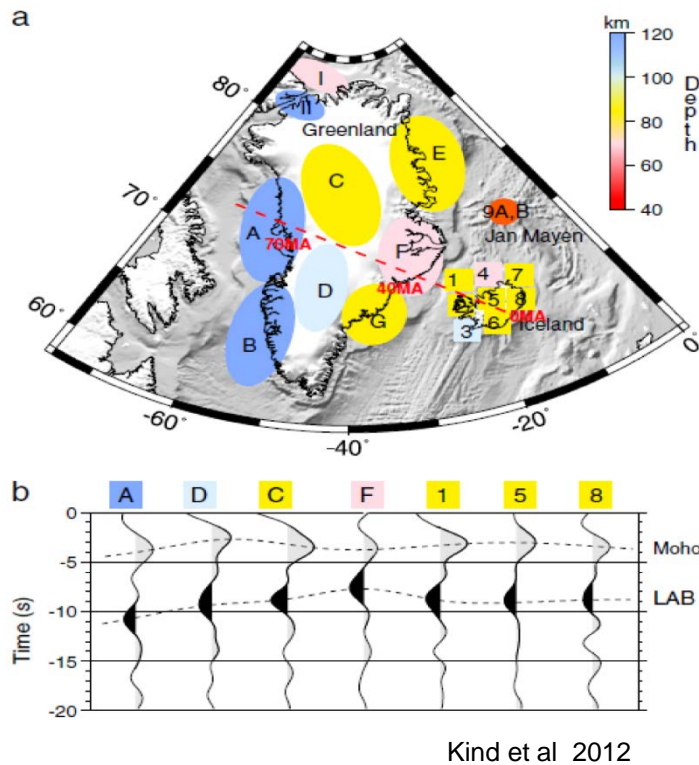 a
km
120
100
80
60
40
Depth
80
70
60
-60°
-40°
-20°
0°
I
II
Greenland
E
C
A
70MA
9A,B
Jan Mayen
F
D
40MA
G
B
1
4
7
5
8
0MA
Iceland
3
6
b
A
D
C
F
1
5
8
0
-5
-10
-15
-20
Time (s)
Moho
LAB
Kind et al 2012